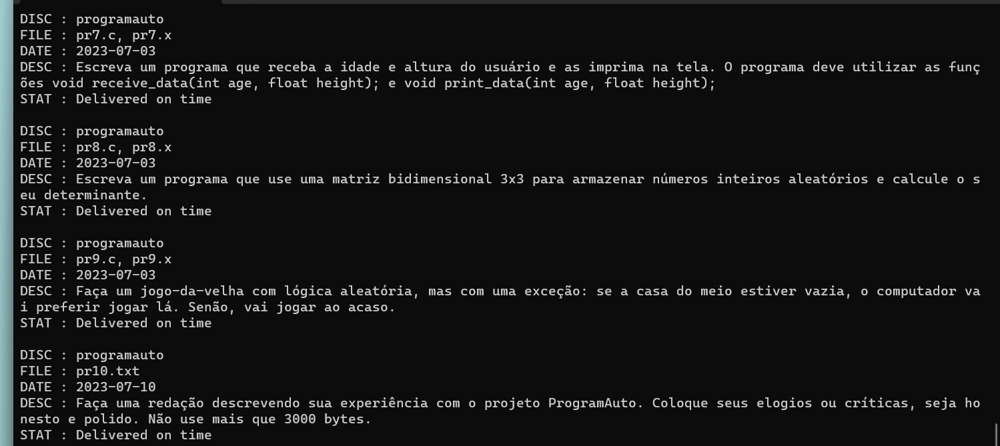 DISC : programauto
FILE : pr7.c, pr7.x
DATE : 2023-07-03
DESC : Escreva um programa que receba a idade e altura do usuário e as imprima na tela. O programa deve utilizar as funç
ões void receive_data(int age, float height); e void print_data(int age, float height);
STAT : Delivered on time

DISC : programauto
FILE : pr8.c, pr8.x
DATE : 2023-07-03
DESC : Escreva um programa que use uma matriz bidimensional 3x3 para armazenar números inteiros aleatórios e calcule o s
eu determinante.
STAT : Delivered on time

DISC : programauto
FILE : pr9.c, pr9.x
DATE : 2023-07-03
DESC : Faça um jogo-da-velha com lógica aleatória, mas com uma exceção: se a casa do meio estiver vazia, o computador va
i preferir jogar lá. Senão, vai jogar ao acaso.
STAT : Delivered on time

DISC : programauto
FILE : pr10.txt
DATE : 2023-07-10
DESC : Faça uma redação descrevendo sua experiência com o projeto ProgramAuto. Coloque seus elogios ou críticas, seja ho
nesto e polido. Não use mais que 3000 bytes.
STAT : Delivered on time